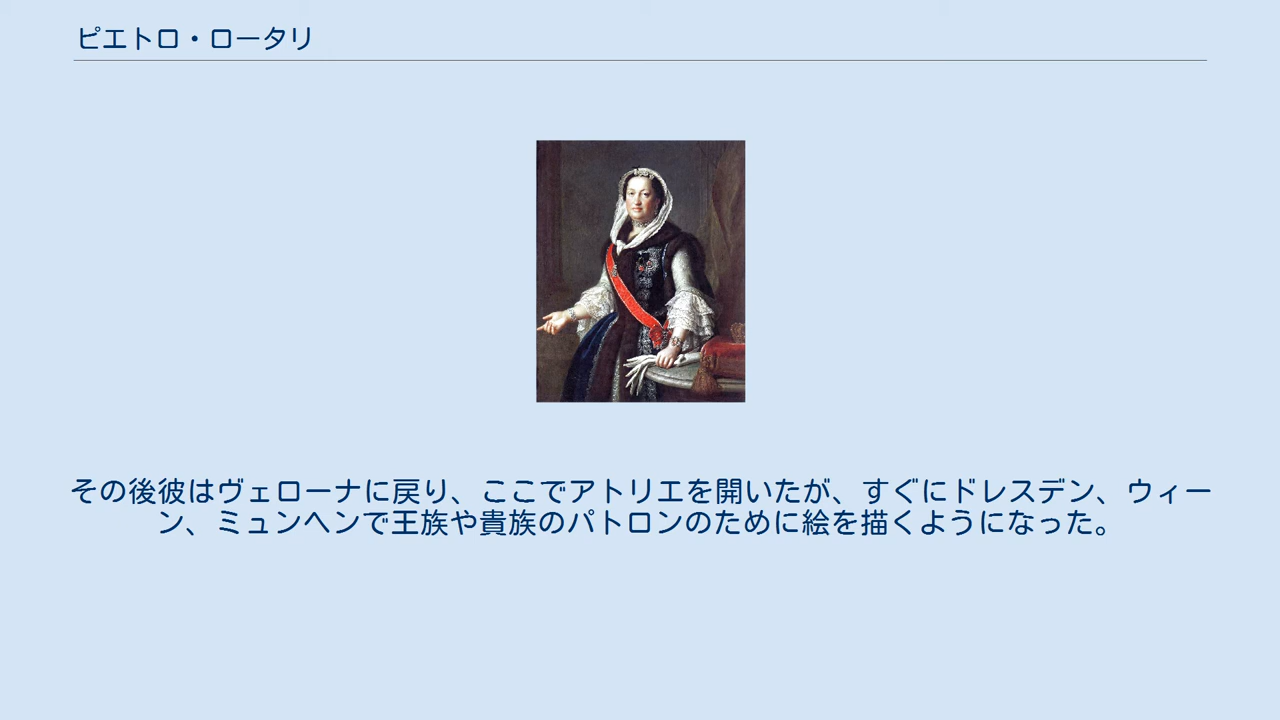 ピエトロ・ロータリ
その後彼はヴェローナに戻り、ここでアトリエを開いたが、すぐにドレスデン、ウィー
ン、ミュンヘンで王族や貴族のパトロンのために絵を描くようになった。